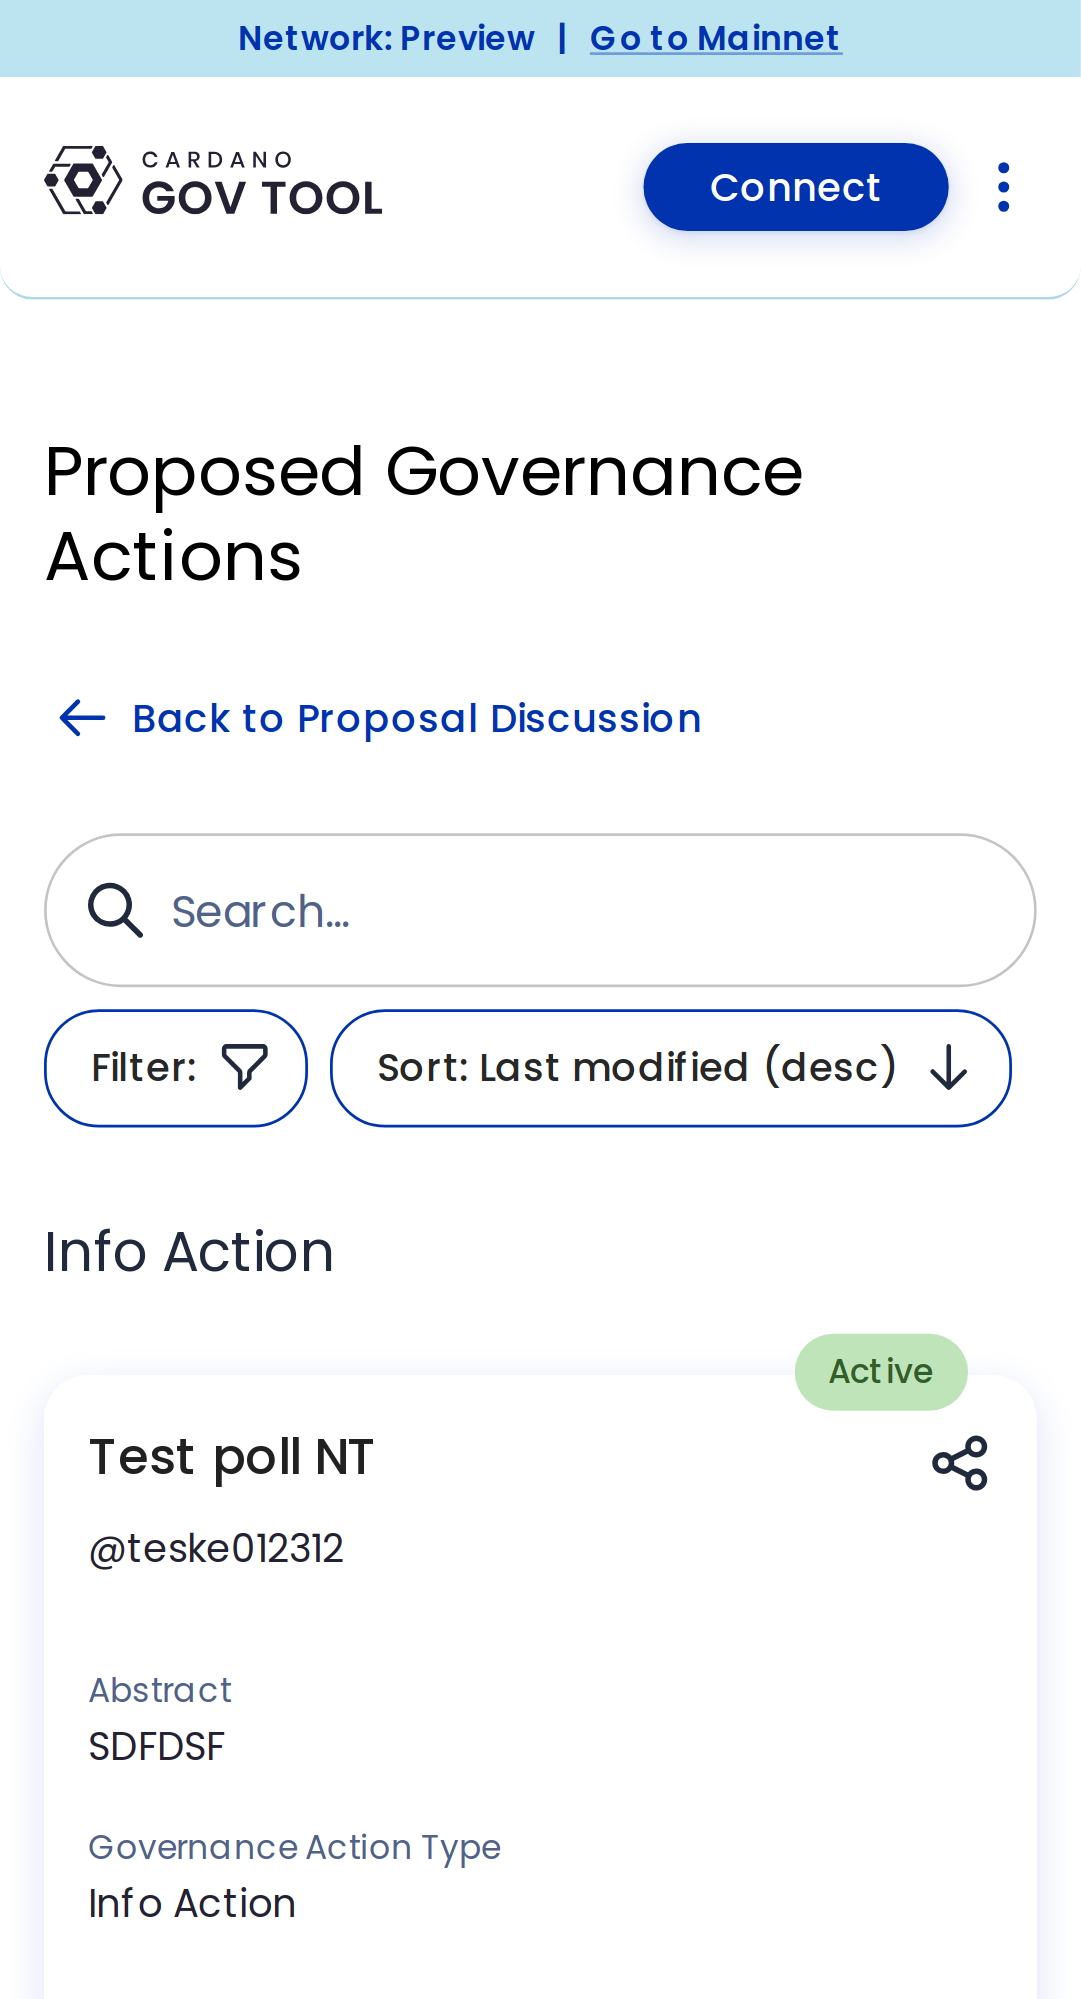 Network: Preview | Go to Mainnet
CARDANO
GOV TOOL
Connect
Proposed Governance
Actions
Back to Proposal Discussion
Search...
Filter:
Sort: Last modified (desc)
Info Action
Active
Test poll NT
@teske012312
Abstract
SDFDSF
Governance Action Type
Info Action